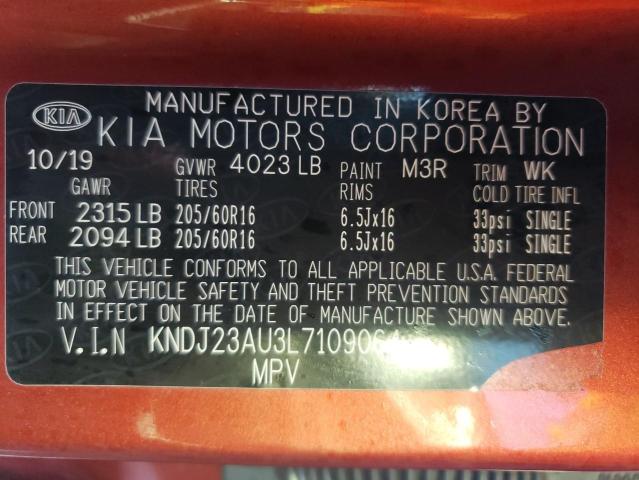 MANUFACTURED IN KOREA BY
KIA KIA MOTORS CORPORATION
10/19 GVWR 4023 LB PAINT M3R TRIM WK
GAWR TIRES RIMS COLD TIRE INFL
FRONT 2315 LB 205/60R16 6.5Jx16 33psi SINGLE
REAR 2094 LB 205/60R16 6.5Jx16 33psi SINGLE
THIS VEHICLE CONFORMS TO ALL APPLICABLE U.S.A. FEDERAL
MOTOR VEHICLE SAFETY AND THEFT PREVENTION STANDARDS
IN EFFECT ON THE DATE OF MANUFACTURE SHOWN ABOVE.
V.I.N
MPV